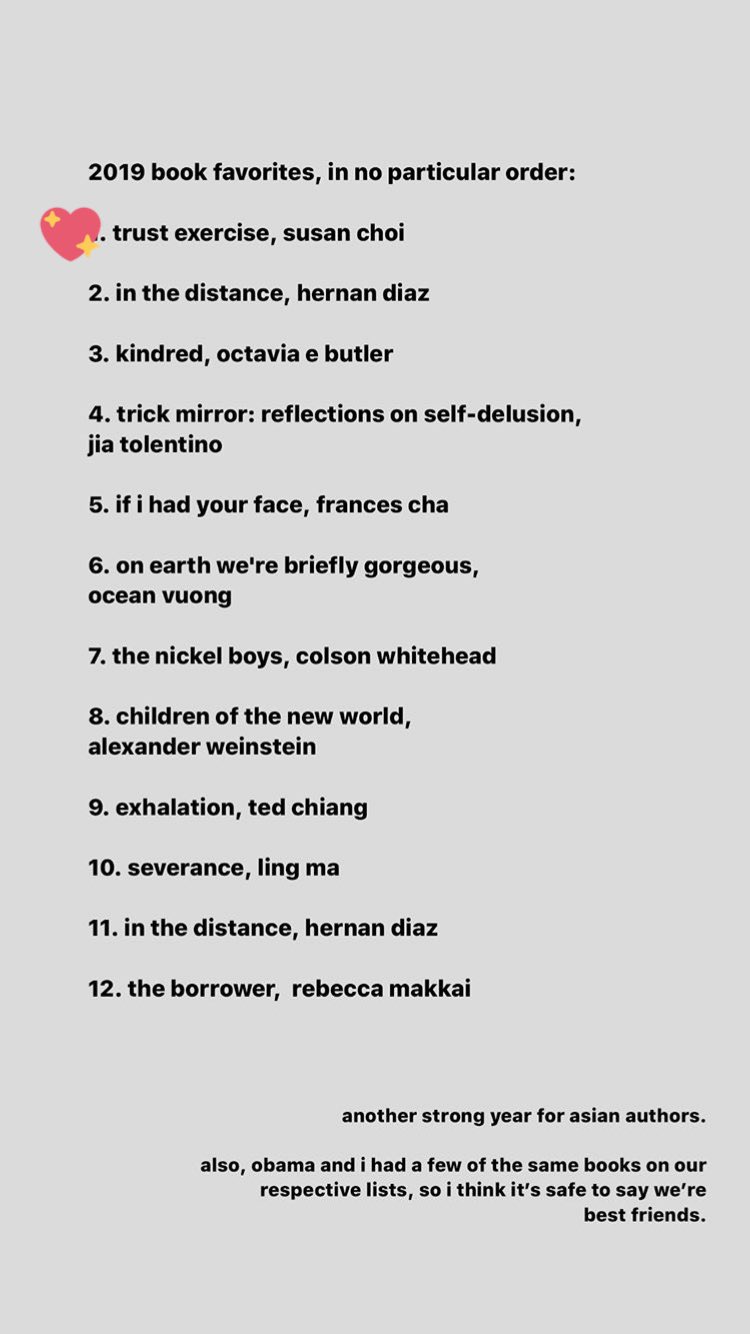 2019 book favorites, in no particular order:
. trust exercise, susan choi
2. in the distance, hernan diaz
3. kindred, octavia e butler
4. trick mirror: reflections on self-delusion,
jia tolentino
5. if i had your face, frances cha
6. on earth we're briefly gorgeous,
ocean vuong
7. the nickel boys, colson whitehead
8. children of the new world,
alexander weinstein
9. exhalation, ted chiang
10. severance, ling ma
11. in the distance, hernan diaz
12. the borrower,  rebecca makkai
another strong year for asian authors.
also, obama and i had a few of the same books on our
respective lists, so i think it’s safe to say we’re
best friends.